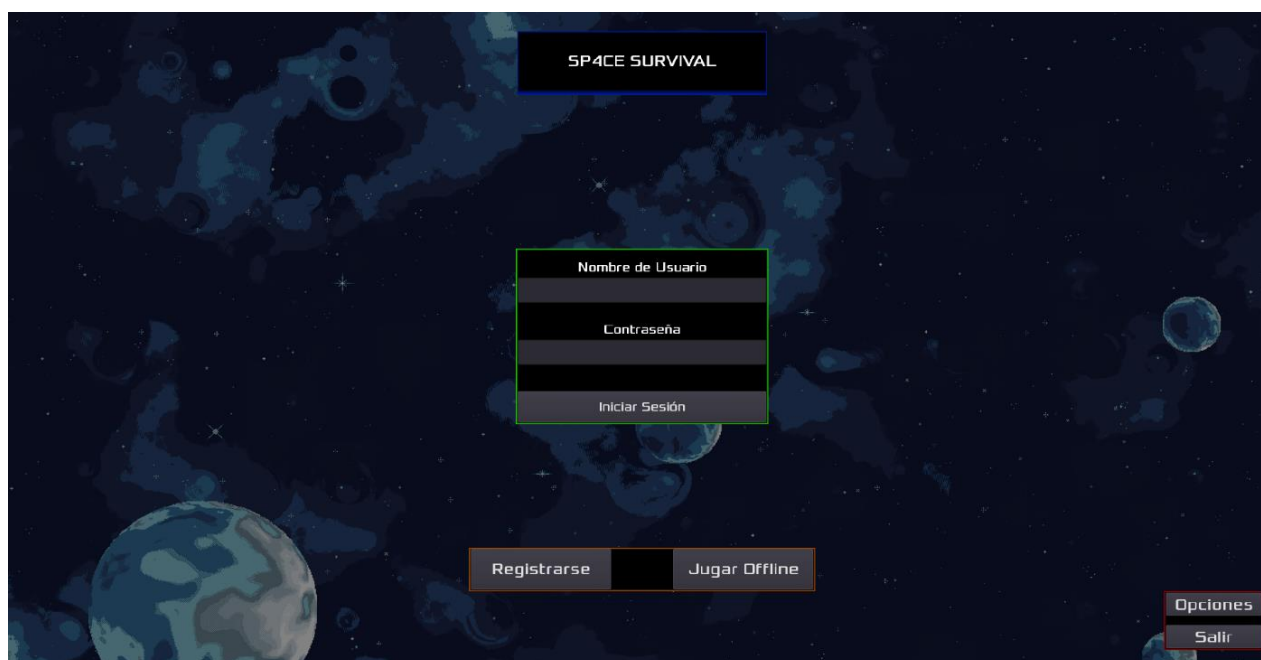 SP4CE SURVIVAL
Nombre de Usuario
Contraseña
Iniciar Sesión
Registrarse
Jugar Offline
Opciones
Salir